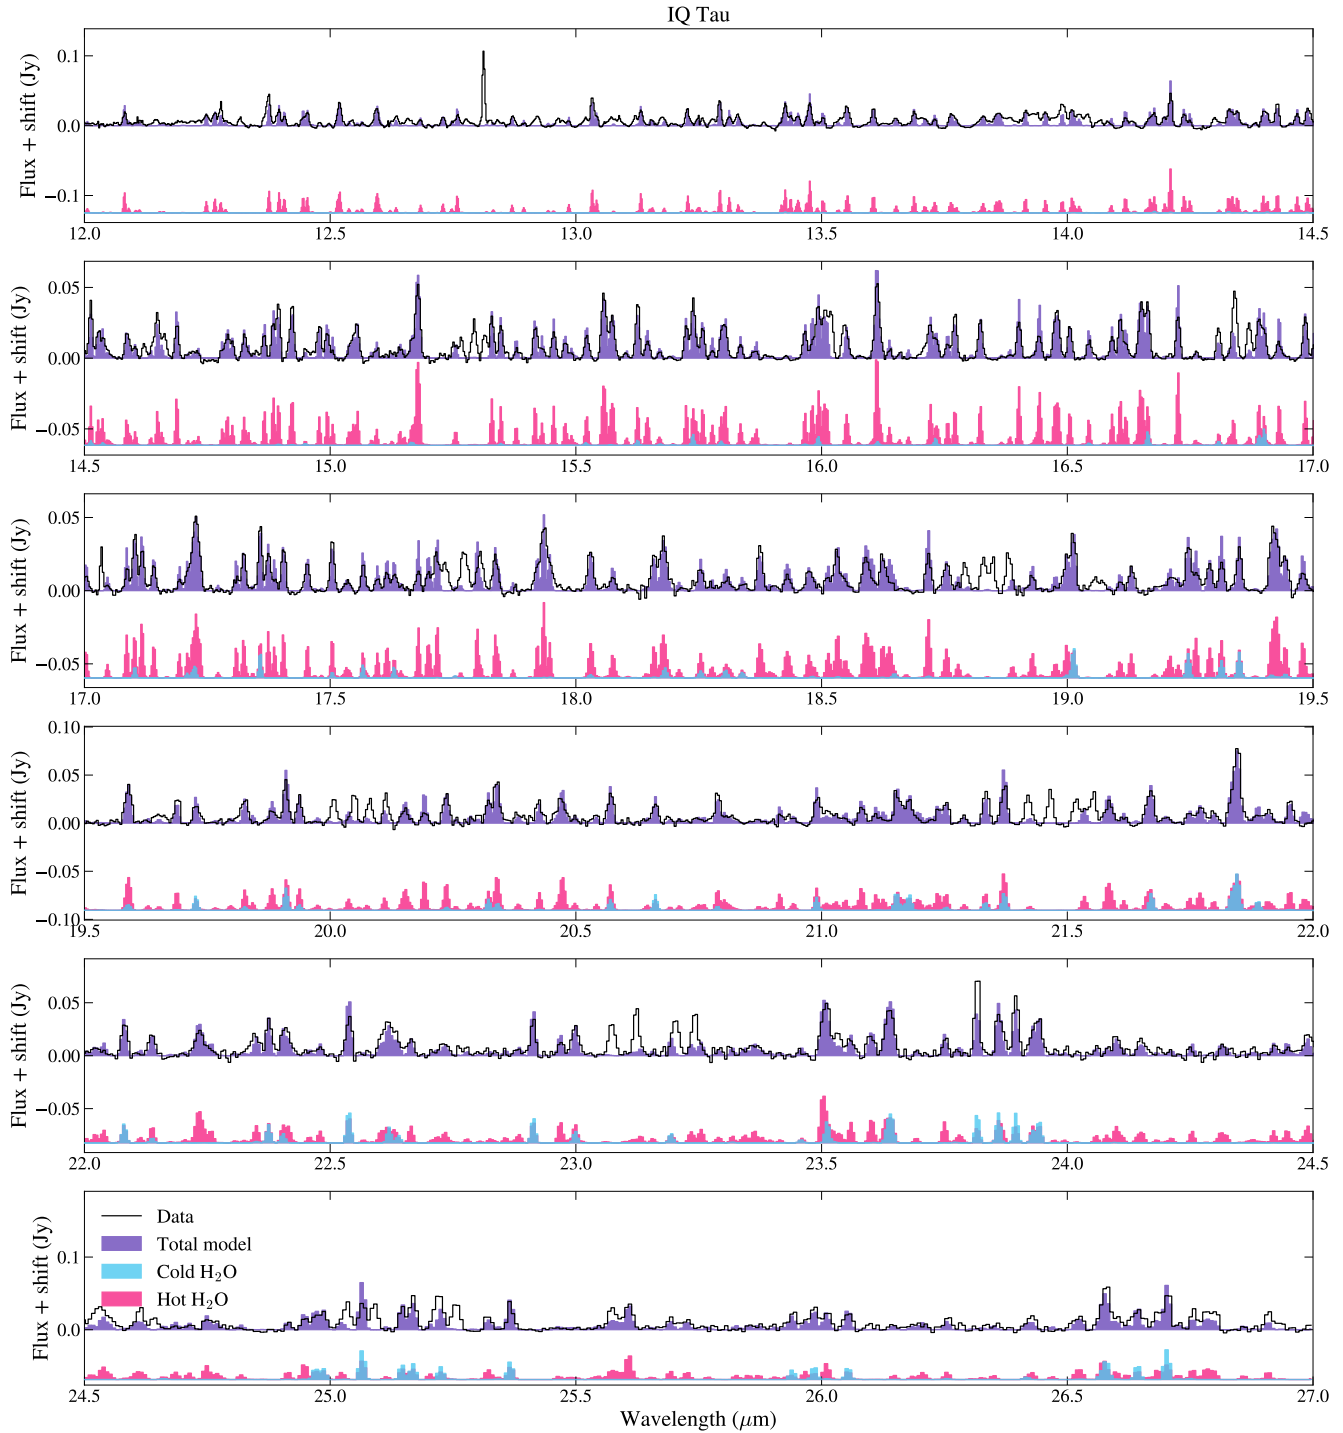 IQ Tau
Flux + shift (Jy)
0.1
0.0
−0.1
12.0 12.5 13.0 13.5 14.0 14.5
Flux + shift (Jy)
0.05
0.00
−0.05
14.5 15.0 15.5 16.0 16.5 17.0
Flux + shift (Jy)
0.05
0.00
−0.05
17.0 17.5 18.0 18.5 19.0 19.5
Flux + shift (Jy)
0.10
0.05
0.00
−0.05
−0.10
19.5 20.0 20.5 21.0 21.5 22.0
Flux + shift (Jy)
0.05
0.00
−0.05
22.0 22.5 23.0 23.5 24.0 24.5
Flux + shift (Jy)
0.1
0.0
Data
Total model
Cold H₂O
Hot H₂O
24.5 25.0 25.5 26.0 26.5 27.0
Wavelength (μm)